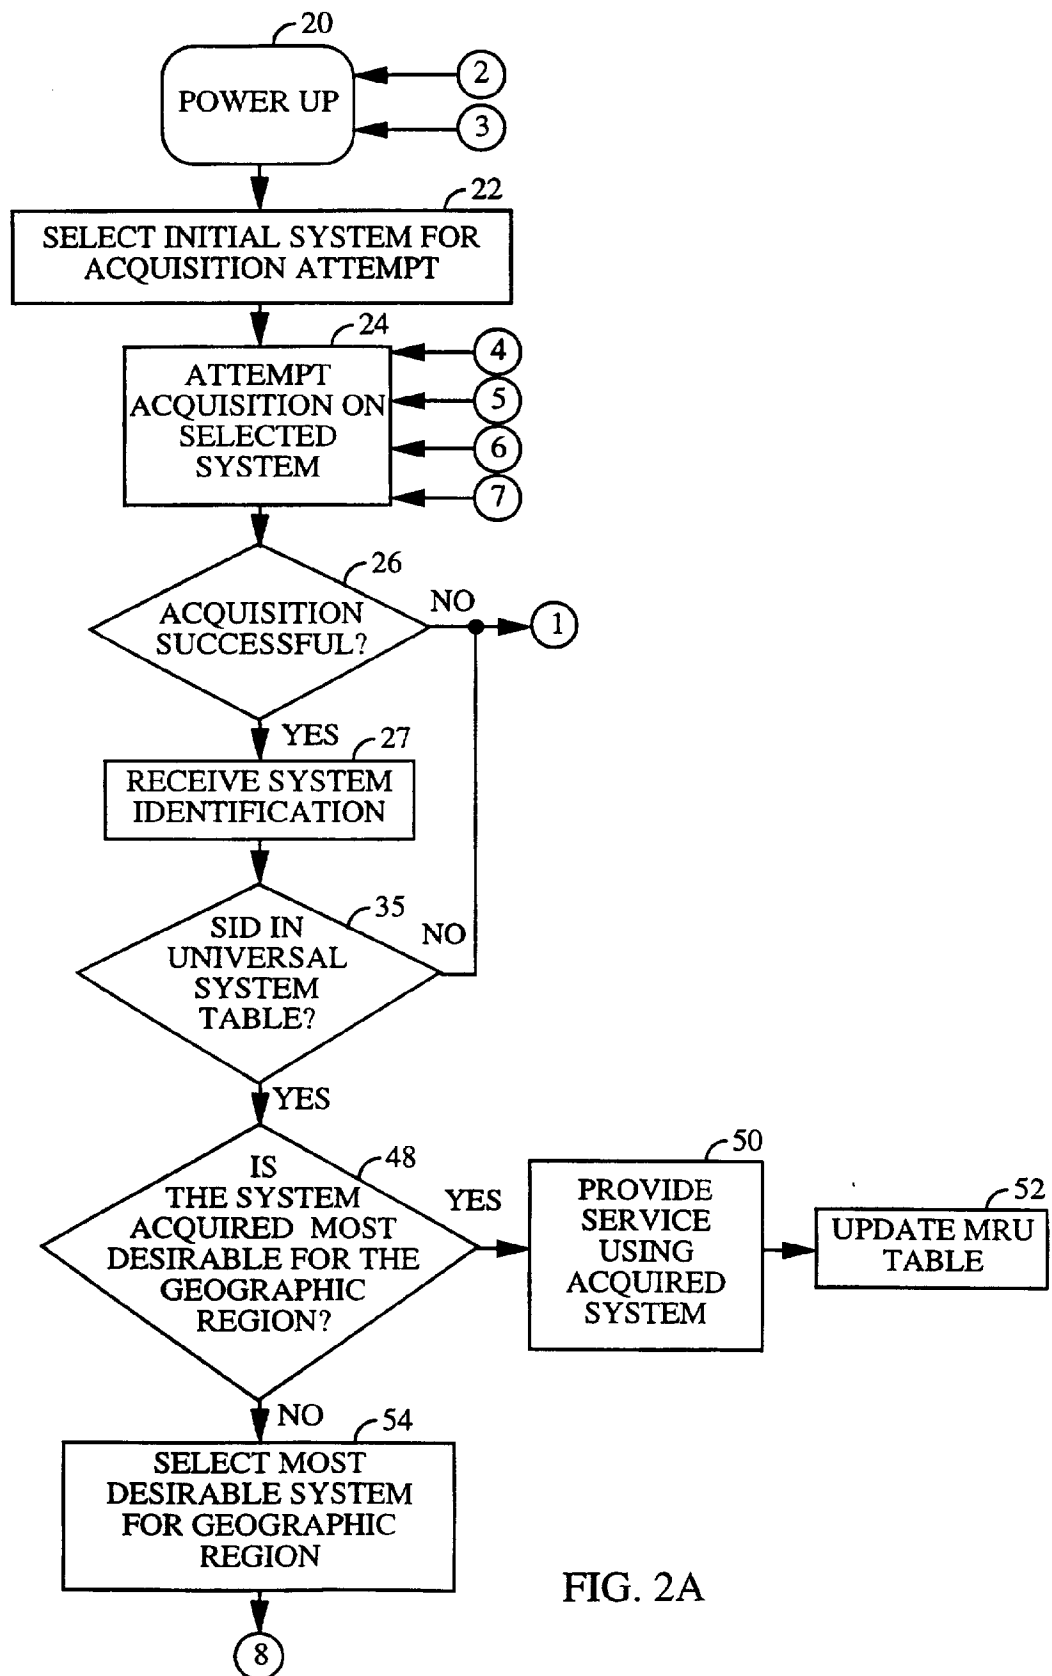 20
POWER UP
2
3
22
SELECT INITIAL SYSTEM FOR
ACQUISITION ATTEMPT
24
ATTEMPT
ACQUISITION ON
SELECTED
SYSTEM
4
5
6
7
26
ACQUISITION
SUCCESSFUL?
NO
1
YES
27
RECEIVE SYSTEM
IDENTIFICATION
35
SID IN
UNIVERSAL
SYSTEM
TABLE?
NO
YES
48
IS
THE SYSTEM
ACQUIRED MOST
DESIRABLE FOR THE
GEOGRAPHIC
REGION?
YES
50
PROVIDE
SERVICE
USING
ACQUIRED
SYSTEM
52
UPDATE MRU
TABLE
NO
54
SELECT MOST
DESIRABLE SYSTEM
FOR GEOGRAPHIC
REGION
8
FIG. 2A